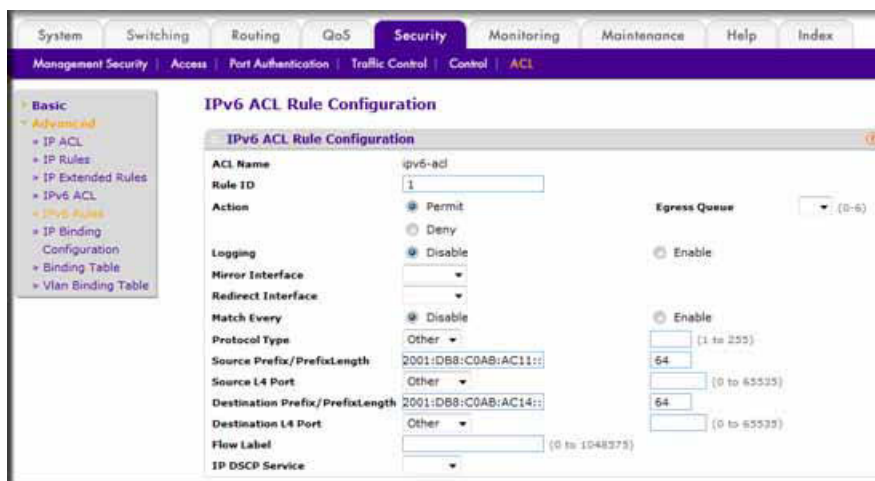 System Switching Routing QoS Security Monitoring Maintenance Help Index
Management Security | Access | Port Authentication | Traffic Control | Control | ACL
Basic
Advanced
IP ACL
IP Rules
IP Extended Rules
IPv6 ACL
IPv6 Rules
IP Binding
Configuration
Binding Table
Vlan Binding Table
IPv6 ACL Rule Configuration
IPv6 ACL Rule Configuration
ACL Name ipv6-acl
Rule ID 1
Action Permit Egress Queue (0-6)
Deny
Logging Disable Enable
Mirror Interface
Redirect Interface
Match Every Disable Enable
Protocol Type Other (1 to 255)
Source Prefix/PrefixLength 2001:DB8:C0AB:AC11:: 64
Source L4 Port Other (0 to 65535)
Destination Prefix/PrefixLength 2001:DB8:C0AB:AC14:: 64
Destination L4 Port Other (0 to 65535)
Flow Label (0 to 1048575)
IP DSCP Service